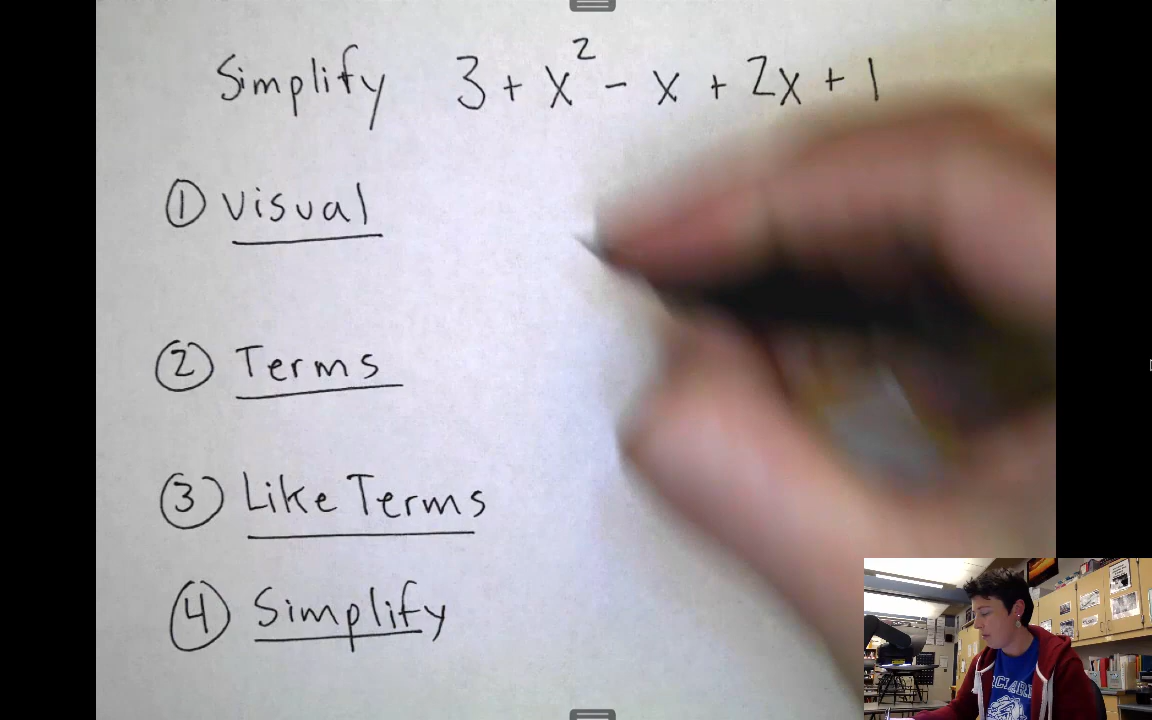 Simplify 3 + x² - x + 2x + 1
① Visual
② Terms
③ Like Terms
④ Simplify